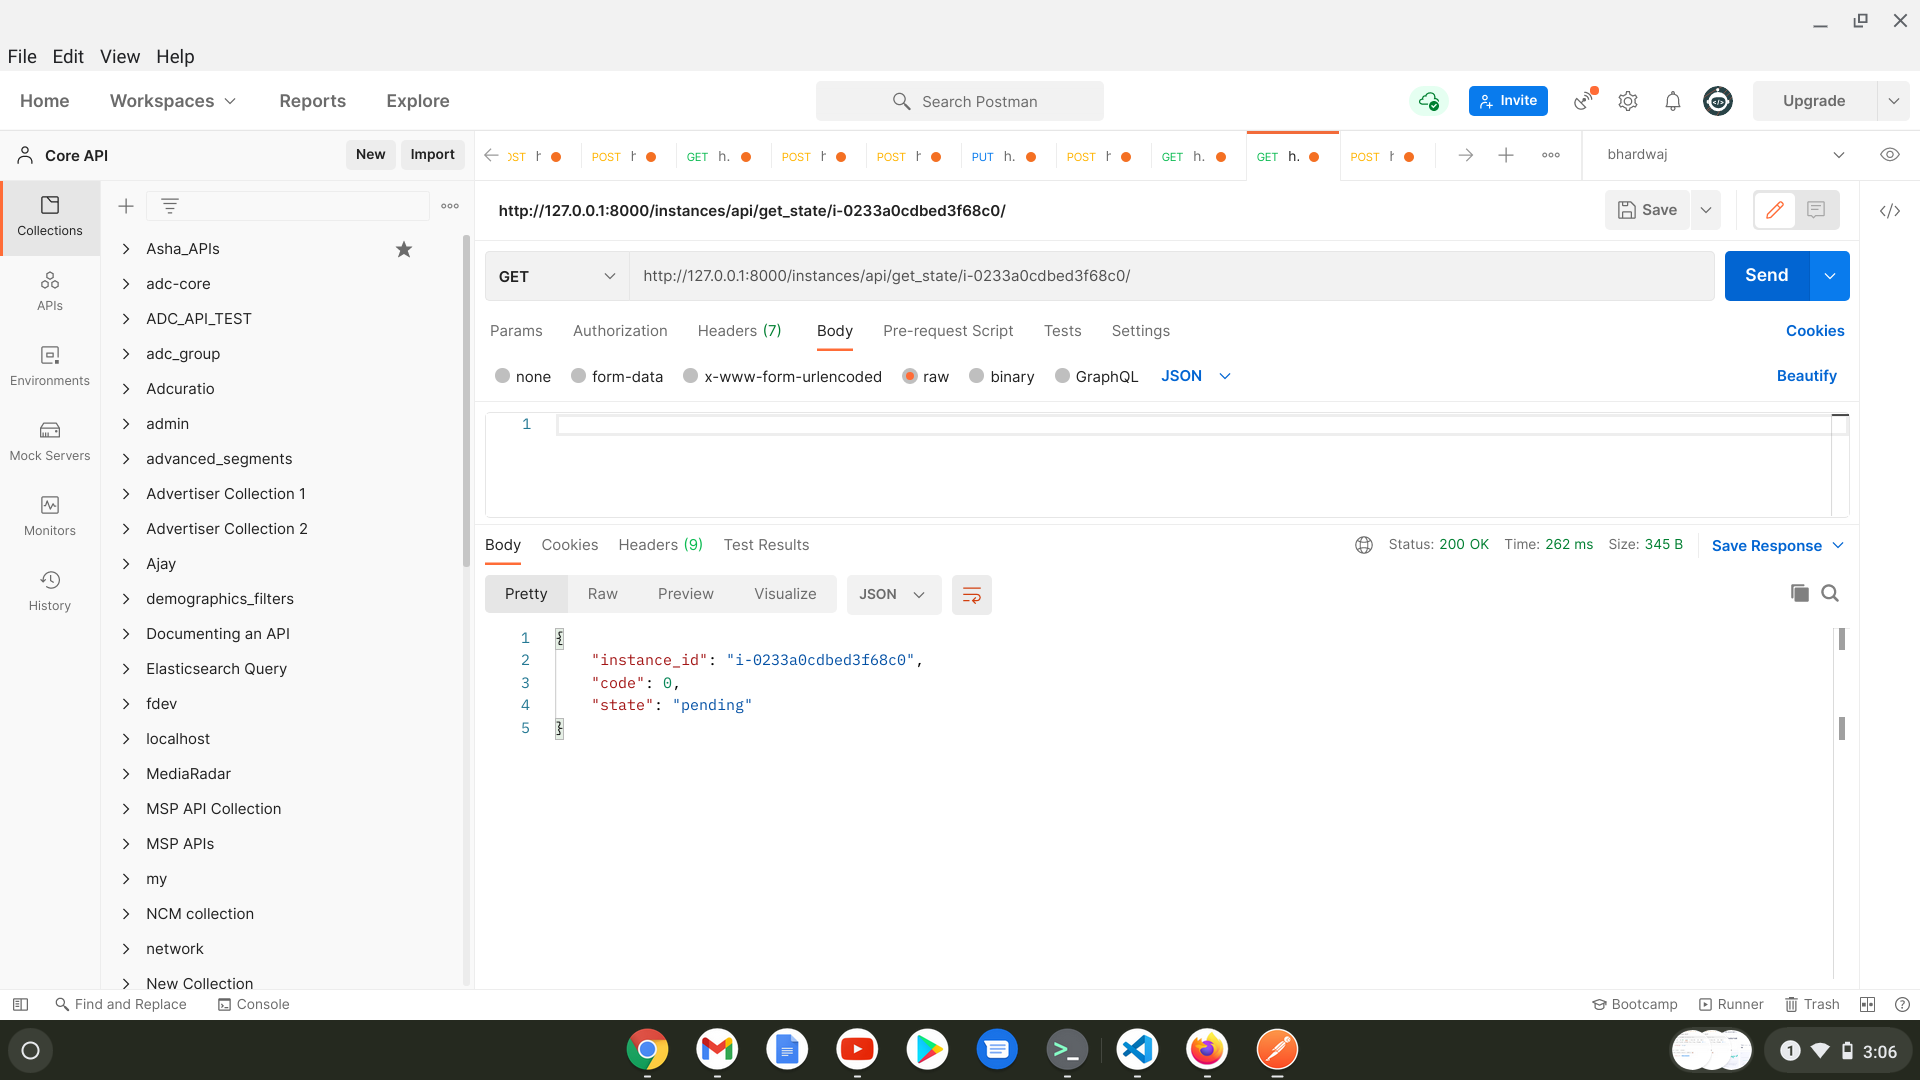 File Edit View Help
Home Workspaces Reports Explore
Search Postman
Invite
Upgrade
Core API New Import
OST h
POST h
GET h.
POST h
POST h
PUT h.
POST h
GET h.
GET h.
POST h
bhardwaj
Collections
APIs
Environments
Mock Servers
Monitors
History
Asha_APIs
adc-core
ADC_API_TEST
adc_group
Adcuratio
admin
advanced_segments
Advertiser Collection 1
Advertiser Collection 2
Ajay
demographics_filters
Documenting an API
Elasticsearch Query
fdev
localhost
MediaRadar
MSP API Collection
MSP APIs
my
NCM collection
network
New Collection
http://127.0.0.1:8000/instances/api/get_state/i-0233a0cdbed3f68c0/
Save
GET http://127.0.0.1:8000/instances/api/get_state/i-0233a0cdbed3f68c0/ Send
Params Authorization Headers (7) Body Pre-request Script Tests Settings Cookies
none form-data x-www-form-urlencoded raw binary GraphQL JSON Beautify
1
Body Cookies Headers (9) Test Results Status: 200 OK Time: 262 ms Size: 345 B Save Response
Pretty Raw Preview Visualize JSON
1 {
2 "instance_id": "i-0233a0cdbed3f68c0",
3 "code": 0,
4 "state": "pending"
5 }
Find and Replace Console Bootcamp Runner Trash
1 3:06